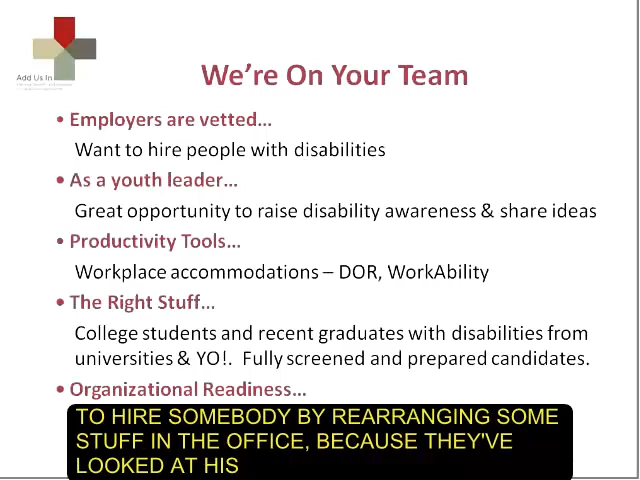 Add Us In
We're On Your Team
• Employers are vetted...
Want to hire people with disabilities
• As a youth leader...
Great opportunity to raise disability awareness & share ideas
• Productivity Tools...
Workplace accommodations – DOR, WorkAbility
• The Right Stuff...
College students and recent graduates with disabilities from
universities & YO!. Fully screened and prepared candidates.
• Organizational Readiness...
TO HIRE SOMEBODY BY REARRANGING SOME
STUFF IN THE OFFICE, BECAUSE THEY'VE
LOOKED AT HIS